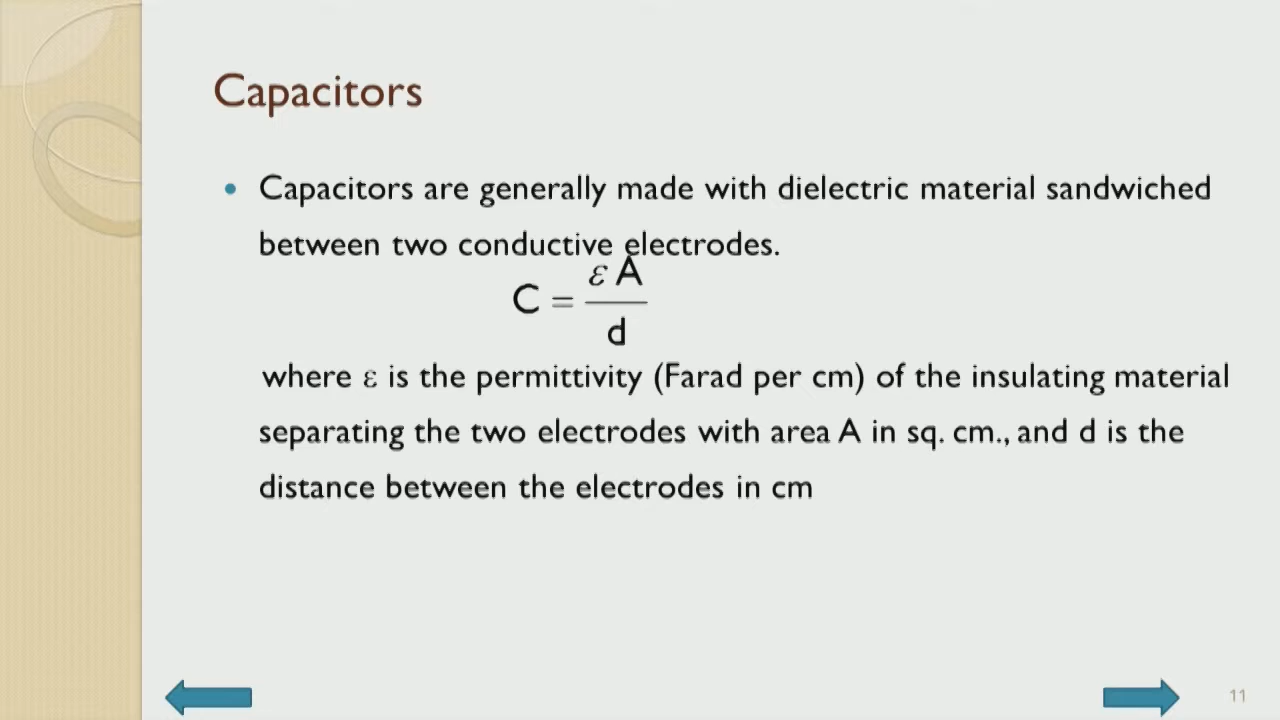 Capacitors
• Capacitors are generally made with dielectric material sandwiched
between two conductive electrodes.
C = ε A / d
where ε is the permittivity (Farad per cm) of the insulating material
separating the two electrodes with area A in sq. cm., and d is the
distance between the electrodes in cm
11